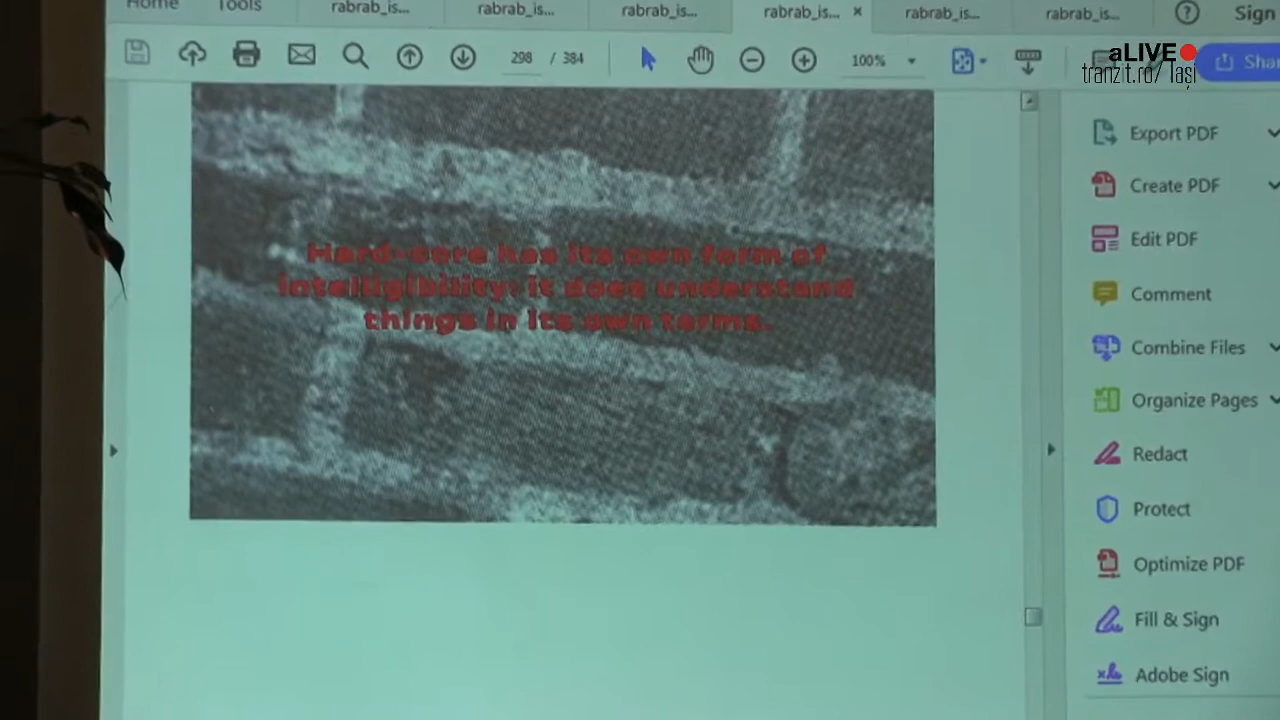 Home Tools rabrab_is... rabrab_is... rabrab_is... rabrab_is... × rabrab_is... rabrab_is... ? Sign
298 / 384 100% Shar
aLIVE
tranzit.ro/ Iași
Export PDF
Create PDF
Edit PDF
Comment
Combine Files
Organize Pages
Redact
Protect
Optimize PDF
Fill & Sign
Adobe Sign
Hard-core has its own form of
intelligibility: it does understand
things in its own terms.